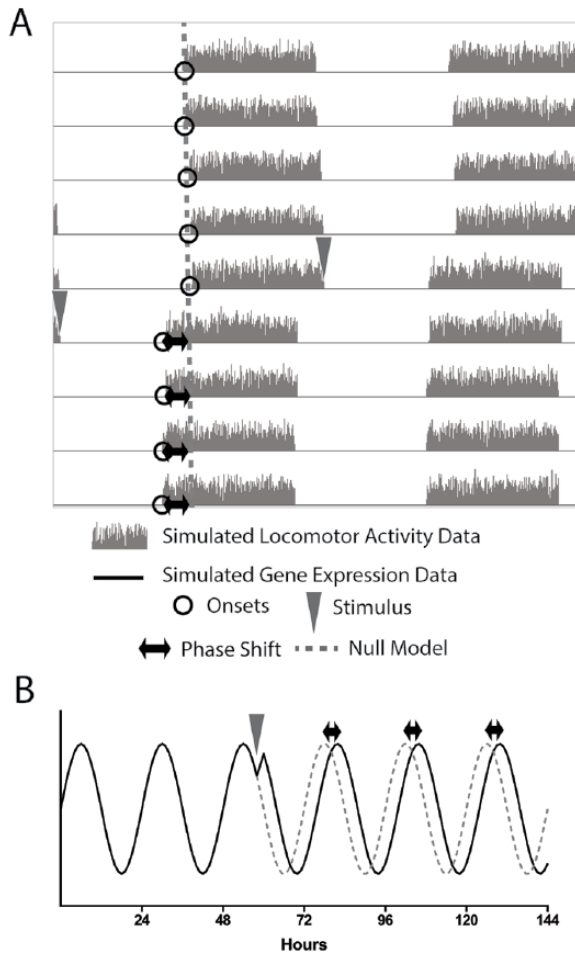 A
Simulated Locomotor Activity Data
Simulated Gene Expression Data
Onsets Stimulus
Phase Shift Null Model
B
24 48 72 96 120 144
Hours